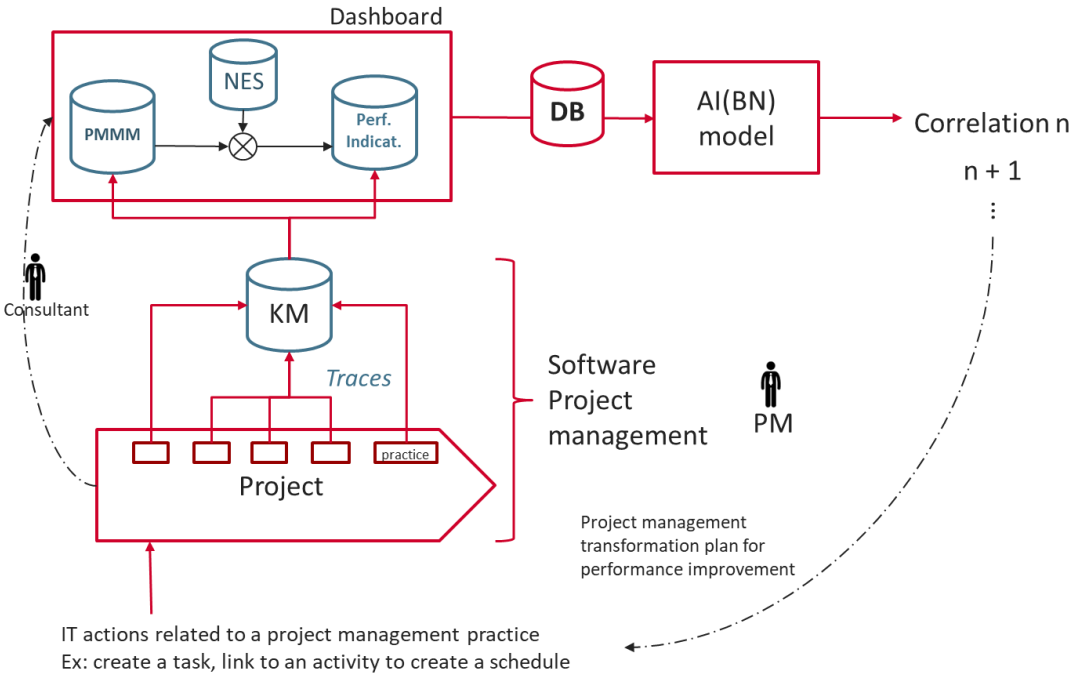 Dashboard
NES
PMMM
Perf.
Indicat.
DB
AI(BN)
model
Correlation n
n + 1
...
Consultant
KM
Traces
Software
Project
management
PM
practice
Project
Project management
transformation plan for
performance improvement
IT actions related to a project management practice
Ex: create a task, link to an activity to create a schedule